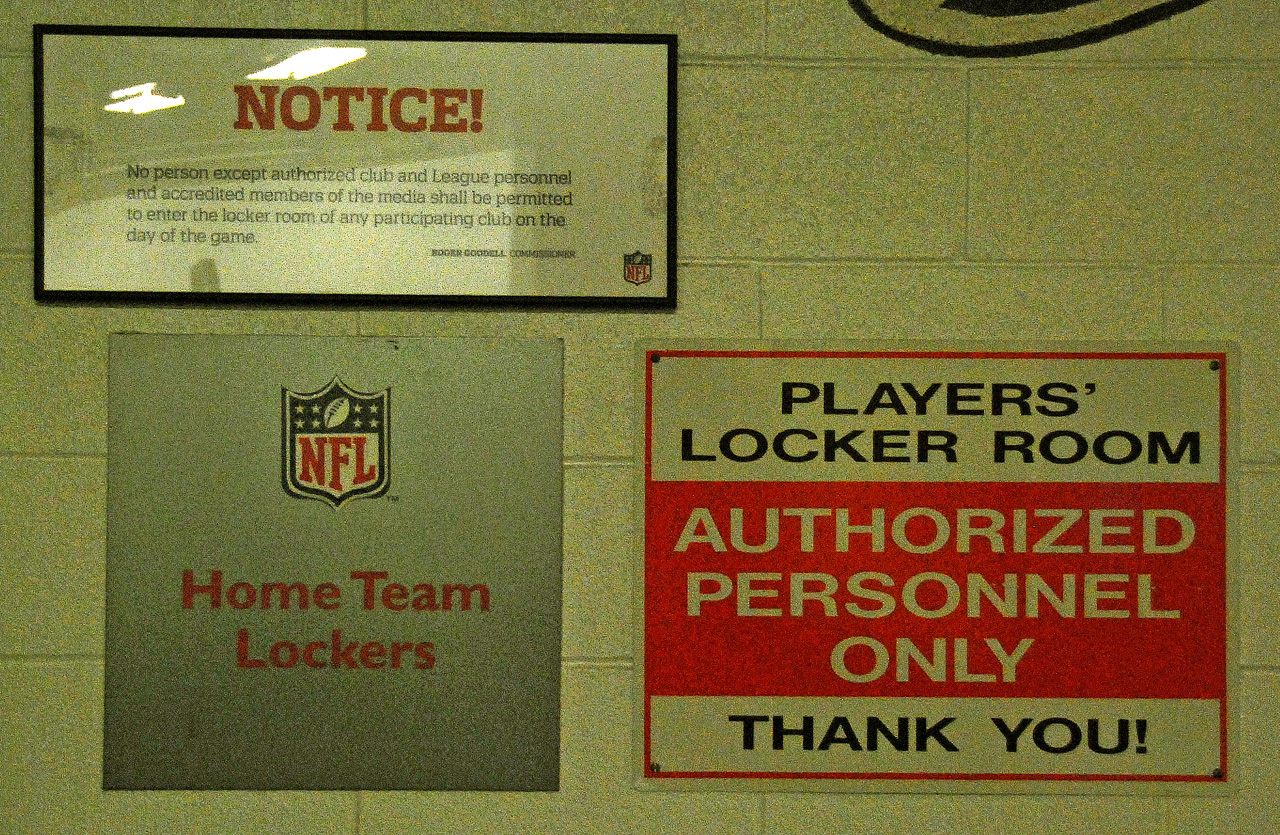 NOTICE!
No person except authorized club and League personnel
and accredited members of the media shall be permitted
to enter the locker room of any participating club on the
day of the game.
ROGER GOODELL COMMISSIONER
NFL
NFL
TM
Home Team
Lockers
PLAYERS'
LOCKER ROOM
AUTHORIZED
PERSONNEL
ONLY
THANK YOU!